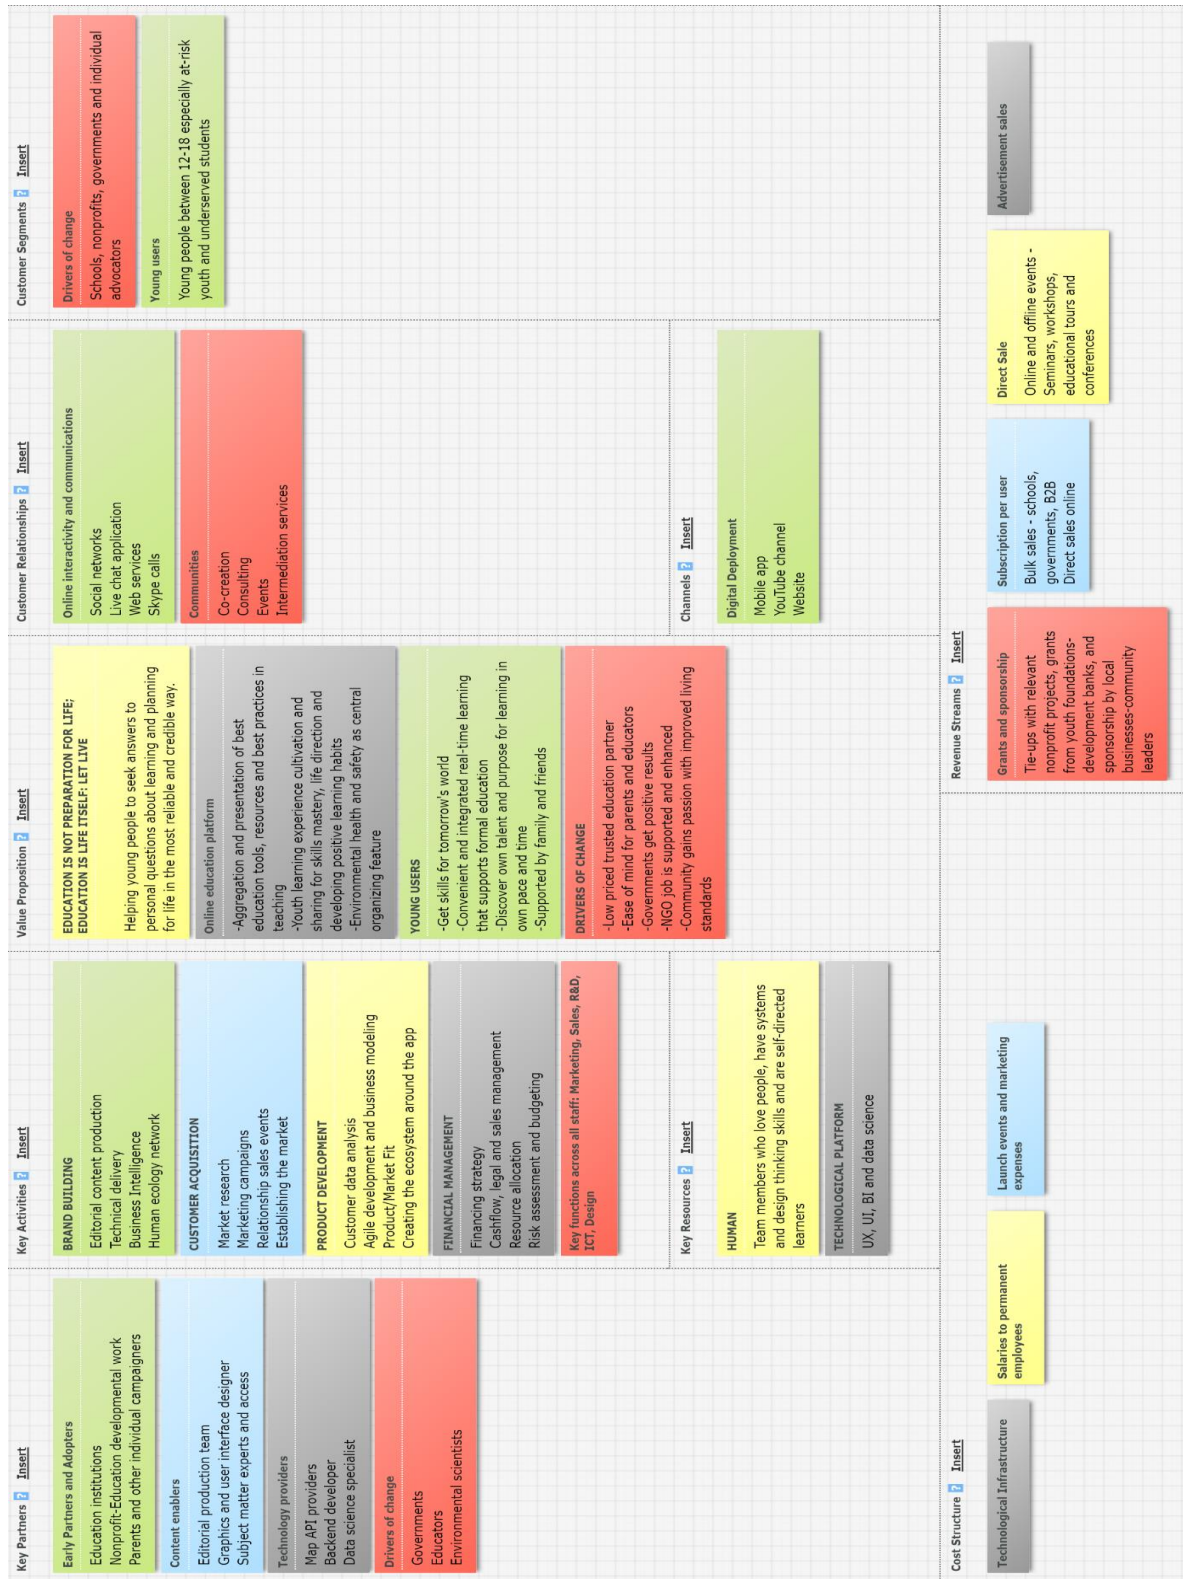 Key Partners ? Insert
Early Partners and Adopters
Education institutions
Nonprofit-Education developmental work
Parents and other individual campaigners
Content enablers
Editorial production team
Graphics and user interface designer
Subject matter experts and access
Technology providers
Map API providers
Backend developer
Data science specialist
Drivers of change
Governments
Educators
Environmental scientists
Key Activities ? Insert
BRAND BUILDING
Editorial content production
Technical delivery
Business Intelligence
Human ecology network
CUSTOMER ACQUISITION
Market research
Marketing campaigns
Relationship sales events
Establishing the market
PRODUCT DEVELOPMENT
Customer data analysis
Agile development and business modeling
Product/Market Fit
Creating the ecosystem around the app
FINANCIAL MANAGEMENT
Financing strategy
Cashflow, legal and sales management
Resource allocation
Risk assessment and budgeting
Key functions across all staff: Marketing, Sales, R&D,
ICT, Design
Key Resources ? Insert
HUMAN
Team members who love people, have systems
and design thinking skills and are self-directed
learners
TECHNOLOGICAL PLATFORM
UX, UI, BI and data science
Value Proposition ? Insert
EDUCATION IS NOT PREPARATION FOR LIFE;
EDUCATION IS LIFE ITSELF: LET LIVE
Helping young people to seek answers to
personal questions about learning and planning
for life in the most reliable and credible way.
Online education platform
-Aggregation and presentation of best
education tools, resources and best practices in
teaching
-Youth learning experience cultivation and
sharing for skills mastery, life direction and
developing positive learning habits
-Environmental health and safety as central
organizing feature
YOUNG USERS
-Get skills for tomorrow's world
-Convenient and integrated real-time learning
that supports formal education
-Discover own talent and purpose for learning in
own pace and time
-Supported by family and friends
DRIVERS OF CHANGE
-Low priced trusted education partner
-Ease of mind for parents and educators
-Governments get positive results
-NGO job is supported and enhanced
-Community gains passion with improved living
standards
Customer Relationships ? Insert
Online interactivity and communications
Social networks
Live chat application
Web services
Skype calls
Communities
Co-creation
Consulting
Events
Intermediation services
Channels ? Insert
Digital Deployment
Mobile app
YouTube channel
Website
Customer Segments ? Insert
Drivers of change
Schools, nonprofits, governments and individual
advocators
Young users
Young people between 12-18 especially at-risk
youth and underserved students
Cost Structure ? Insert
Technological Infrastructure
Salaries to permanent
employees
Launch events and marketing
expenses
Revenue Streams ? Insert
Grants and sponsorship
Tie-ups with relevant
nonprofit projects, grants
from youth foundations-
development banks, and
sponsorship by local
businesses-community
leaders
Subscription per user
Bulk sales - schools,
governments, B2B
Direct sales online
Direct Sale
Online and offline events -
Seminars, workshops,
educational tours and
conferences
Advertisement sales